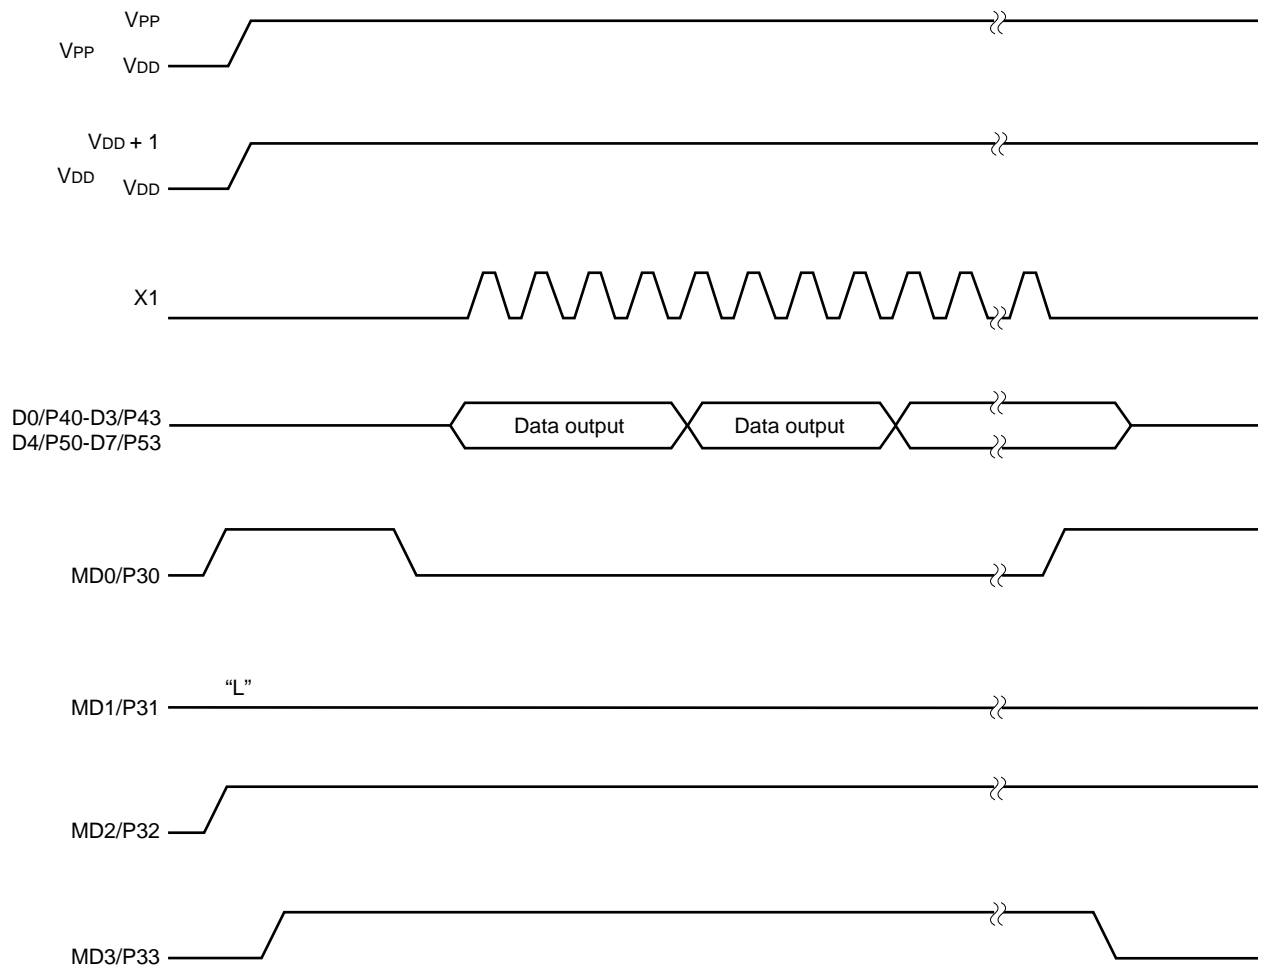 VPP
VPP
VDD
VDD + 1
VDD
VDD
X1
D0/P40-D3/P43
D4/P50-D7/P53
Data output
Data output
MD0/P30
“L”
MD1/P31
MD2/P32
MD3/P33